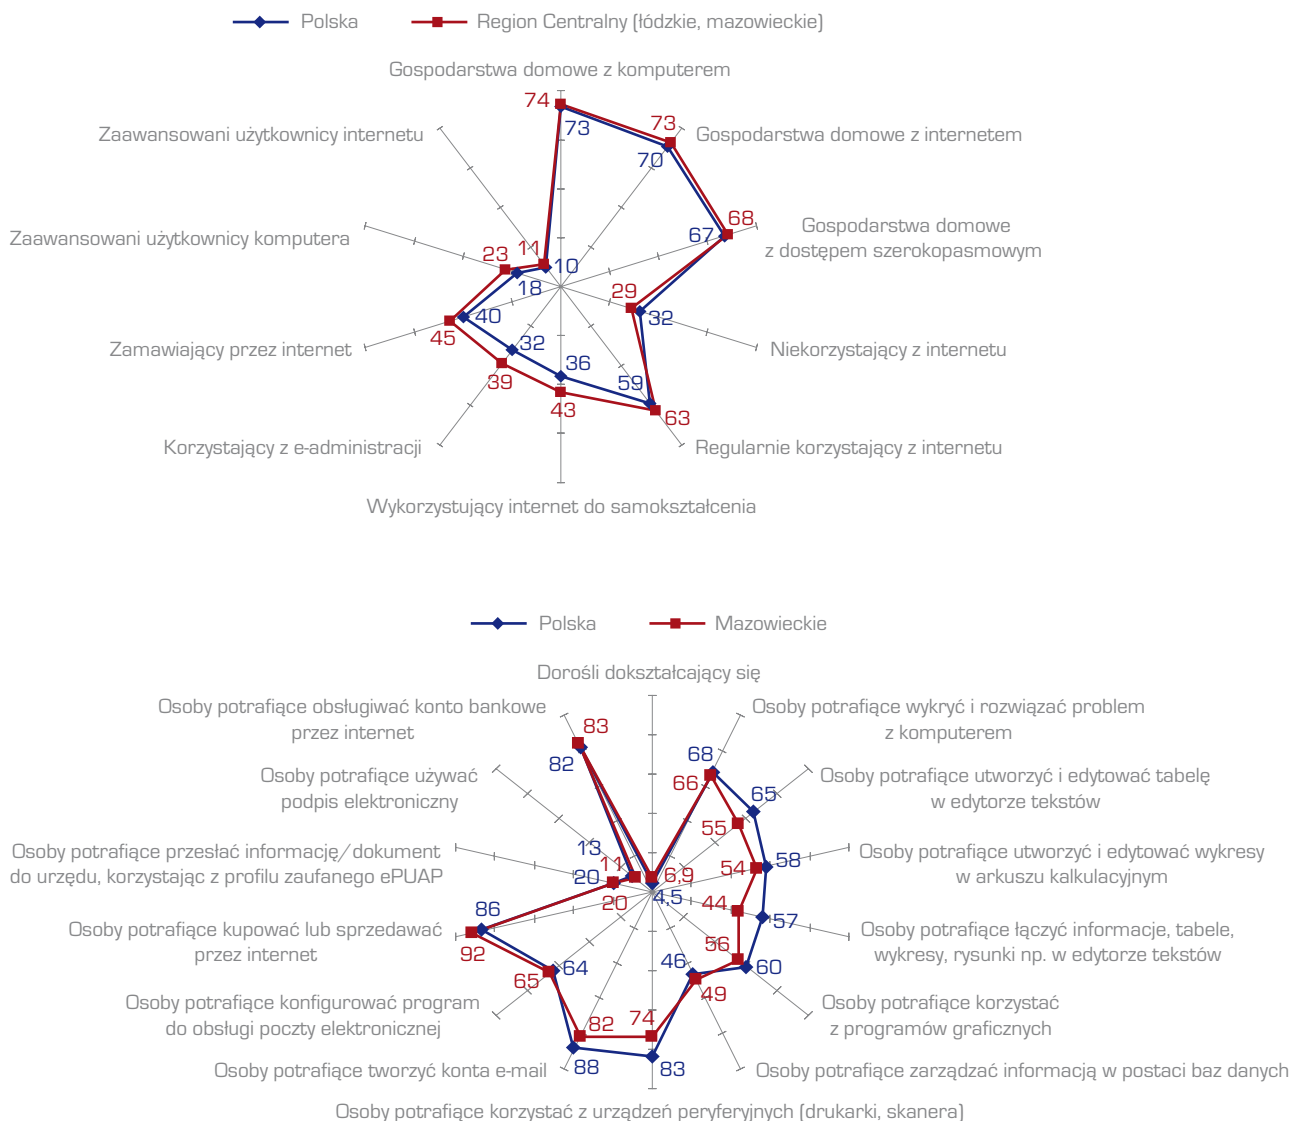 Polska
Region Centralny (łódzkie, mazowieckie)
Gospodarstwa domowe z komputerem
74
73
Zaawansowani użytkownicy internetu
73
Gospodarstwa domowe z internetem
70
Zaawansowani użytkownicy komputera
68
67
Gospodarstwa domowe
z dostępem szerokopasmowym
23
11
10
18
29
32
40
45
Zamawiający przez internet
Niekorzystający z internetu
32
39
36
43
59
63
Korzystający z e-administracji
Regularnie korzystający z internetu
Wykorzystujący internet do samokształcenia
Polska
Mazowieckie
Dorośli dokształcający się
Osoby potrafiące obsługiwać konto bankowe
przez internet
83
82
68
66
Osoby potrafiące wykryć i rozwiązać problem
z komputerem
Osoby potrafiące używać
podpis elektroniczny
65
55
Osoby potrafiące utworzyć i edytować tabelę
w edytorze tekstów
Osoby potrafiące przesłać informację/dokument
do urzędu, korzystając z profilu zaufanego ePUAP
13
11
20
20
6,9
4,5
54
58
Osoby potrafiące utworzyć i edytować wykresy
w arkuszu kalkulacyjnym
Osoby potrafiące kupować lub sprzedawać
przez internet
86
92
44
57
Osoby potrafiące łączyć informacje, tabele,
wykresy, rysunki np. w edytorze tekstów
Osoby potrafiące konfigurować program
do obsługi poczty elektronicznej
65
64
46
49
56
60
Osoby potrafiące korzystać
z programów graficznych
Osoby potrafiące tworzyć konta e-mail
82
88
74
83
Osoby potrafiące zarządzać informacją w postaci baz danych
Osoby potrafiące korzystać z urządzeń peryferyjnych (drukarki, skanera)